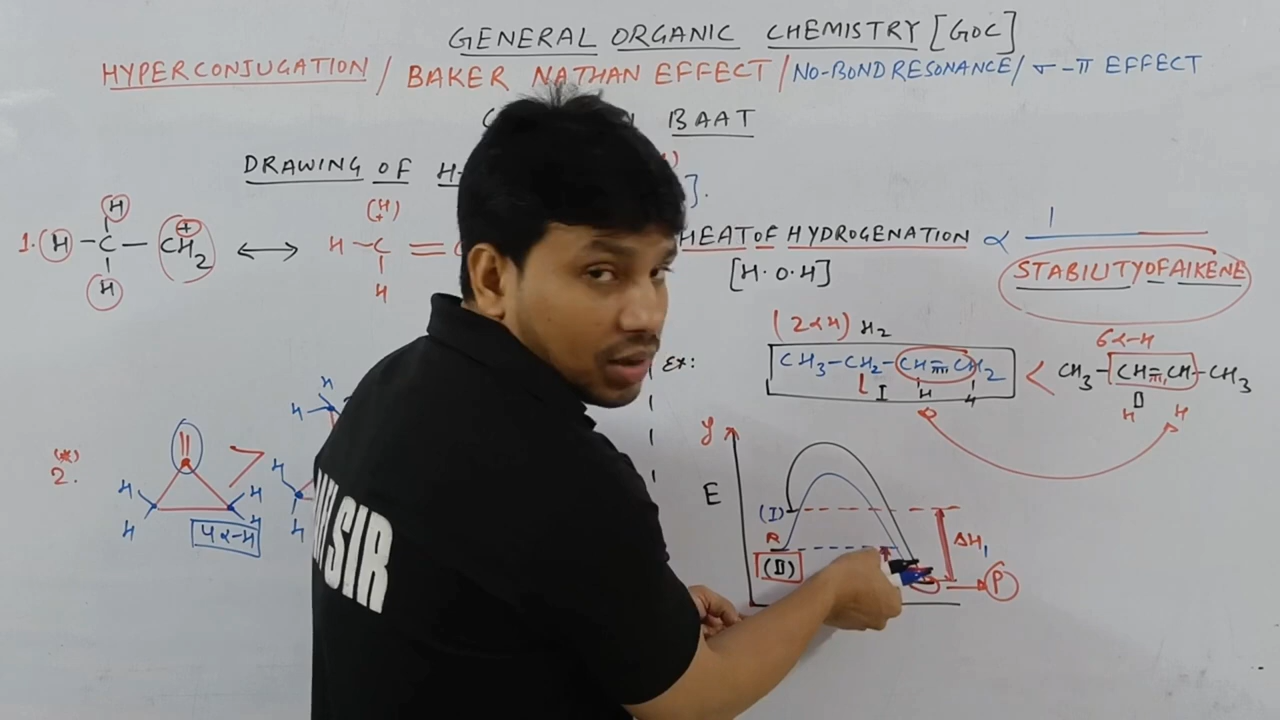 GENERAL ORGANIC CHEMISTRY [GOC]
HYPERCONJUGATION / BAKER NATHAN EFFECT / NO-BOND RESONANCE / σ-π EFFECT
BAAT
DRAWING OF H-
].
1. H - C - CH2 ⊕ ↔ H - C =
H
H
(H)
+
H
HEAT OF HYDROGENATION ∝ 1
[H.O.H]
STABILITY OF AlKENE
(2αH) H2
6α-H
Ex:
CH3-CH2-CH=CH2 < CH3-CH=CH-CH3
I H H
II H H
(*)
2.
H H H H
4α-H
>
H H H H
y
E
(I)
R
(II)
ΔH1
P
AVI SIR